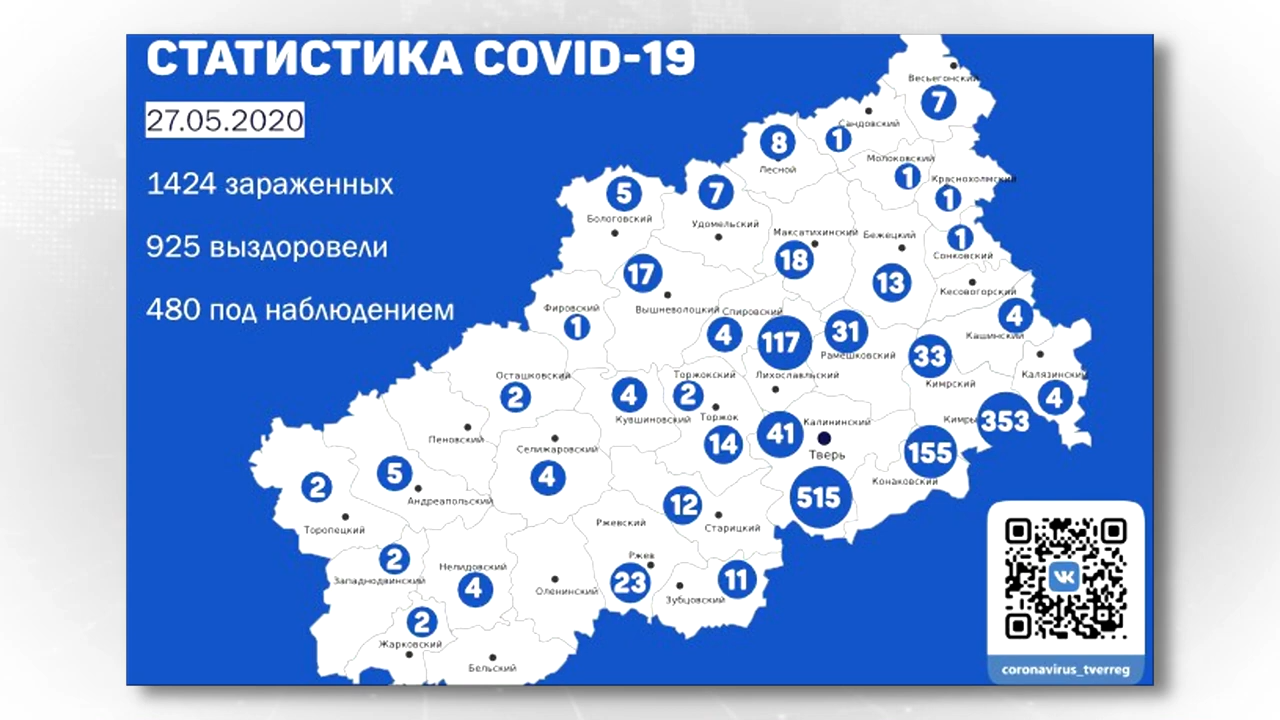 СТАТИСТИКА COVID-19
27.05.2020
1424 зараженных
925 выздоровели
480 под наблюдением
Весьегонский
7
Сандовский
1
8
Лесной
Молоковский
1
Краснохолмский
1
5
Бологовский
7
Удомельский
Максатихинский
18
Бежецкий
13
1
Сонковский
17
Вышневолоцкий
Кесовогорский
4
Кашинский
Фировский
1
Спировский
4
117
Лихославльский
31
Рамешковский
33
Кимрский
Калязинский
4
Осташковский
2
4
Кувшиновский
Торжокский
2
Торжок
14
41
Калининский
Тверь
515
Кимры
353
155
Конаковский
Пеновский
Селижаровский
4
5
Андреапольский
2
Торопецкий
12
Старицкий
Ржевский
Ржев
23
11
Зубцовский
2
Западнодвинский
Нелидовский
4
Оленинский
2
Жарковский
Бельский
coronavirus_tverreg